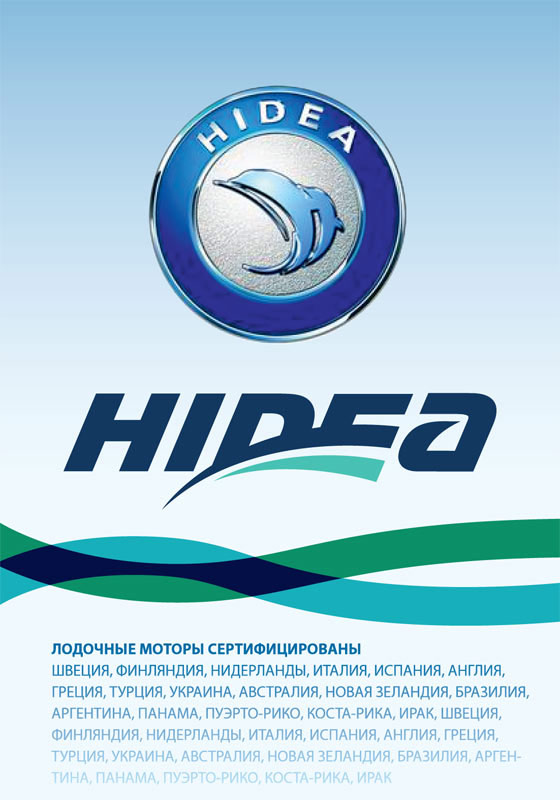 HIDEA
HIDEA
ЛОДОЧНЫЕ МОТОРЫ СЕРТИФИЦИРОВАНЫ
ШВЕЦИЯ, ФИНЛЯНДИЯ, НИДЕРЛАНДЫ, ИТАЛИЯ, ИСПАНИЯ, АНГЛИЯ,
ГРЕЦИЯ, ТУРЦИЯ, УКРАИНА, АВСТРАЛИЯ, НОВАЯ ЗЕЛАНДИЯ, БРАЗИЛИЯ,
АРГЕНТИНА, ПАНАМА, ПУЭРТО-РИКО, КОСТА-РИКА, ИРАК, ШВЕЦИЯ,
ФИНЛЯНДИЯ, НИДЕРЛАНДЫ, ИТАЛИЯ, ИСПАНИЯ, АНГЛИЯ, ГРЕЦИЯ,
ТУРЦИЯ, УКРАИНА, АВСТРАЛИЯ, НОВАЯ ЗЕЛАНДИЯ, БРАЗИЛИЯ, АРГЕН-
ТИНА, ПАНАМА, ПУЭРТО-РИКО, КОСТА-РИКА, ИРАК